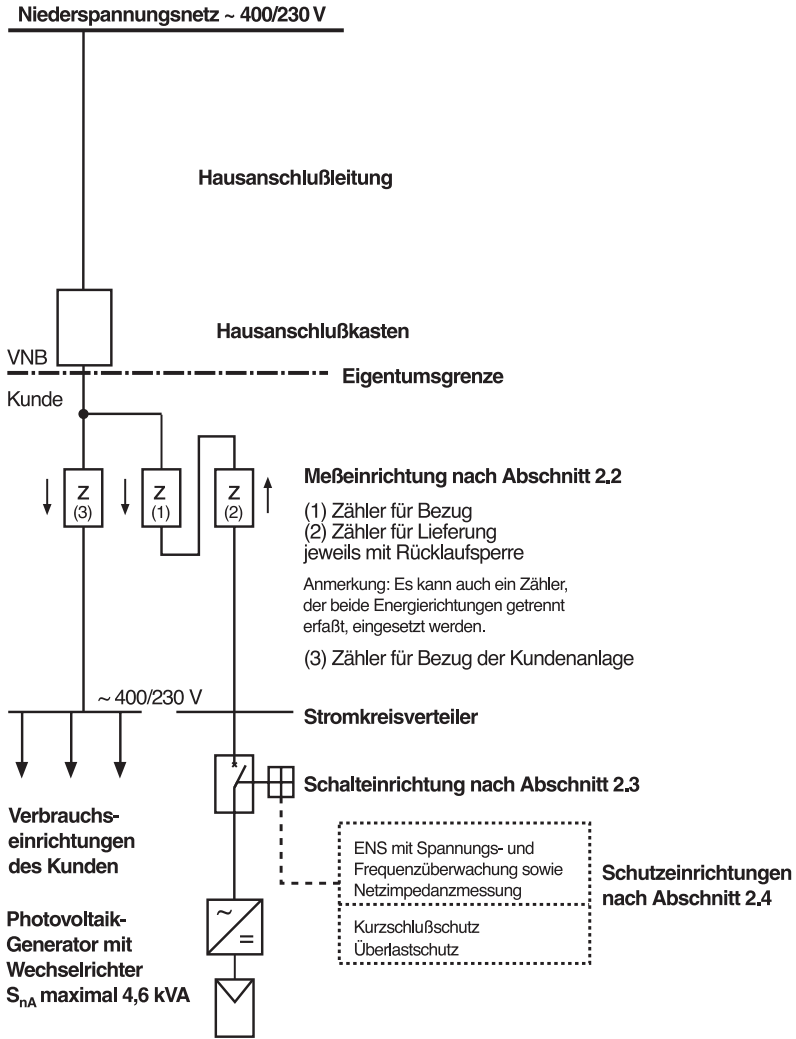 Niederspannungsnetz ~ 400/230 V
Hausanschlußleitung
Hausanschlußkasten
VNB
Eigentumsgrenze
Kunde
Z
(3)
Z
(1)
Z
(2)
Meßeinrichtung nach Abschnitt 2.2
(1) Zähler für Bezug
(2) Zähler für Lieferung
jeweils mit Rücklaufsperre
Anmerkung: Es kann auch ein Zähler,
der beide Energierichtungen getrennt
erfaßt, eingesetzt werden.
(3) Zähler für Bezug der Kundenanlage
~ 400/230 V
Stromkreisverteiler
Schalteinrichtung nach Abschnitt 2.3
Verbrauchs-
einrichtungen
des Kunden
ENS mit Spannungs- und
Frequenzüberwachung sowie
Netzimpedanzmessung
Kurzschlußschutz
Überlastschutz
Schutzeinrichtungen
nach Abschnitt 2.4
Photovoltaik-
Generator mit
Wechselrichter
SnA maximal 4,6 kVA
~
=